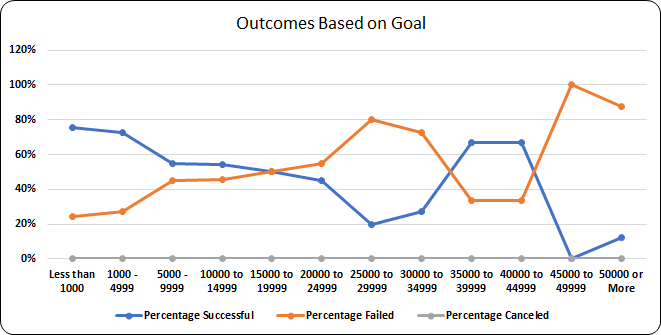 Outcomes Based on Goal
120%
100%
80%
60%
40%
20%
0%
Less than 1000 - 5000 - 10000 to 15000 to 20000 to 25000 to 30000 to 35000 to 40000 to 45000 to 50000 or
1000 4999 9999 14999 19999 24999 29999 34999 39999 44999 49999 More
Percentage Successful Percentage Failed Percentage Canceled